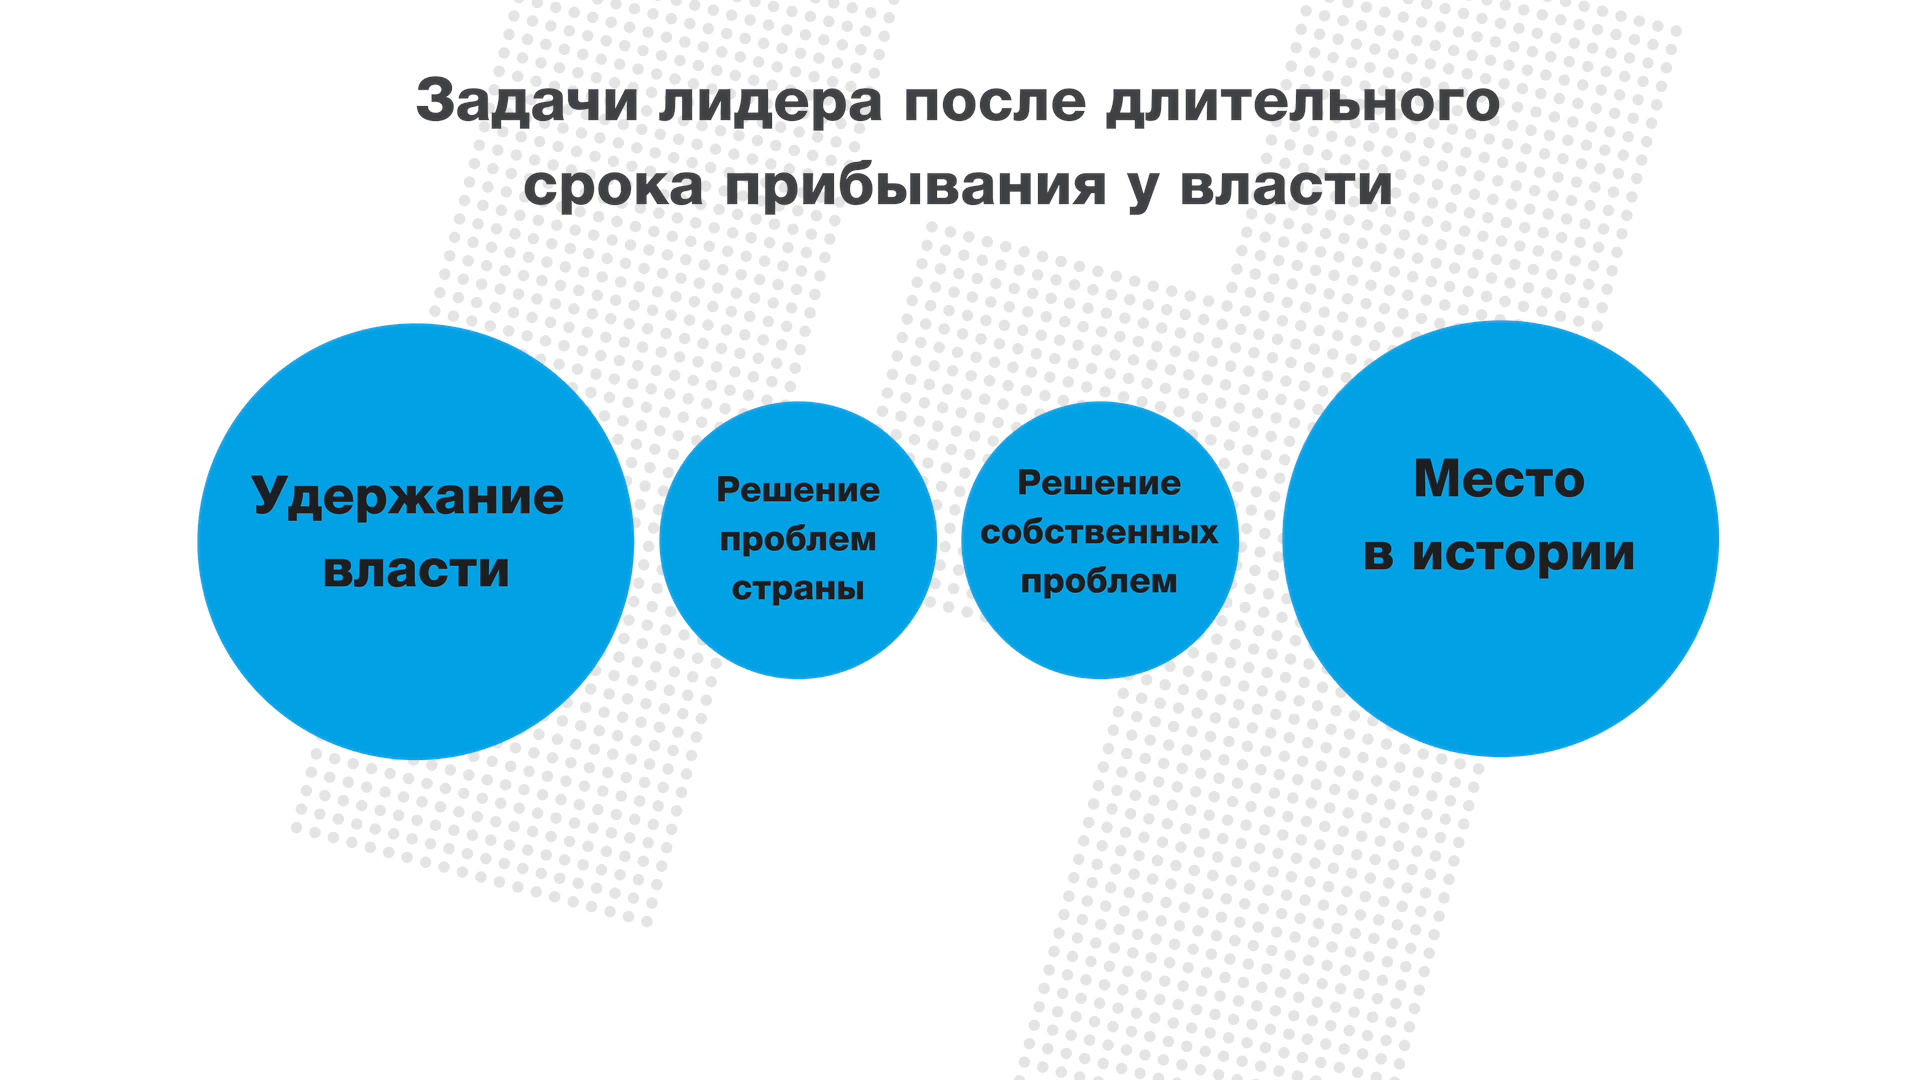 Задачи лидера после длительного
срока прибывания у власти
Удержание
власти
Решение
проблем
страны
Решение
собственных
проблем
Место
в истории